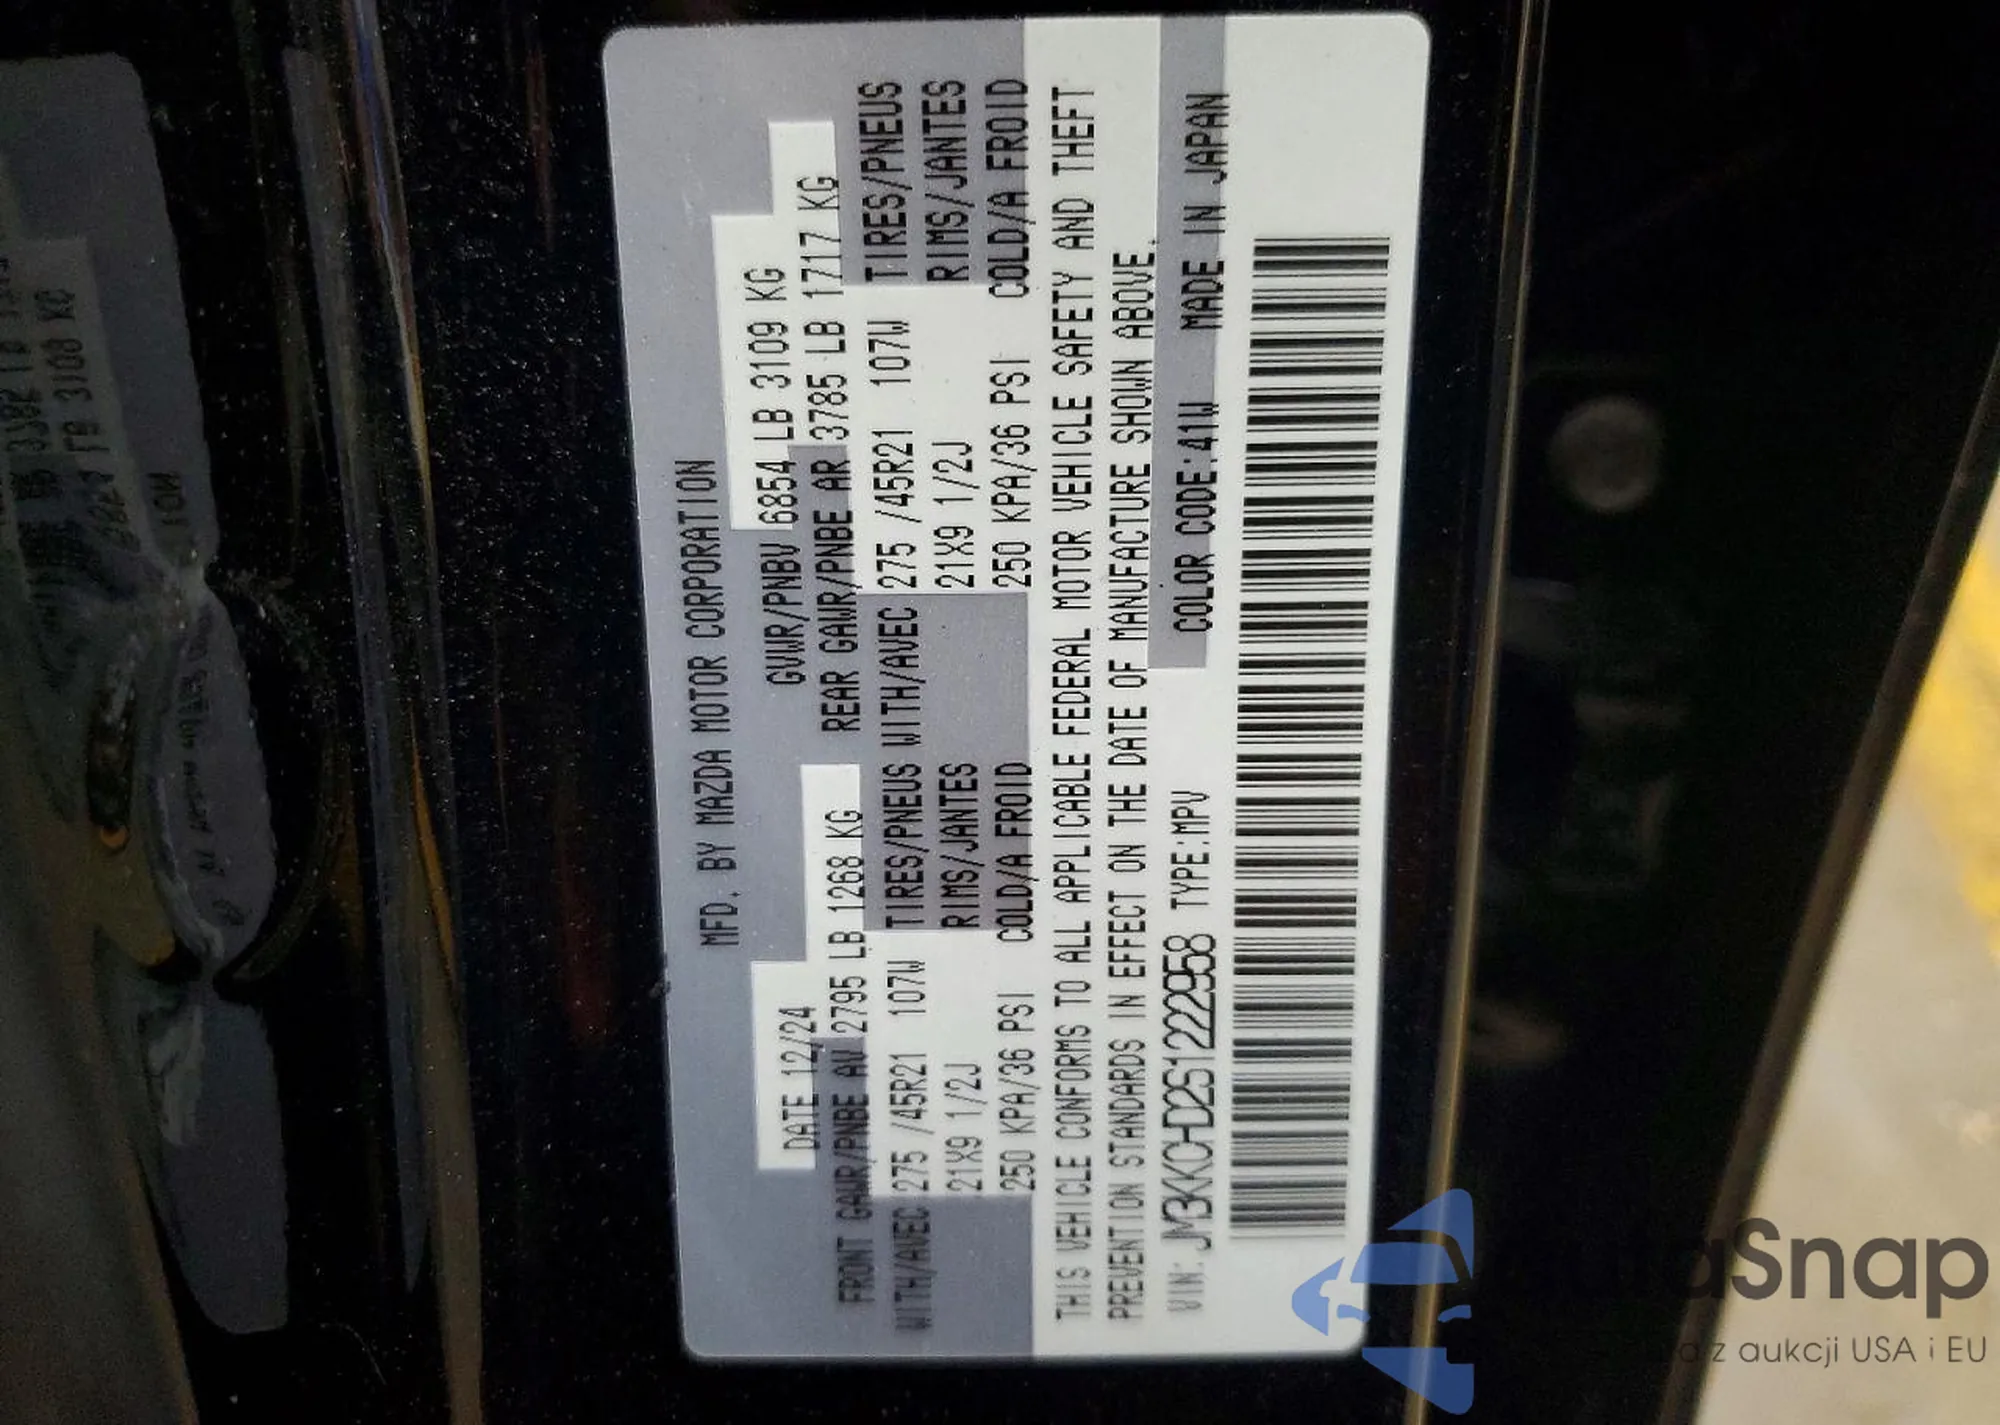 MFD. BY MAZDA MOTOR CORPORATION
DATE 12/24 GVWR/PNBV 6854 LB 3109 KG
FRONT GAWR/PNBE AV 2795 LB 1268 KG REAR GAWR/PNBE AR 3785 LB 1717 KG
WITH/AVEC 275 /45R21 107W TIRES/PNEUS WITH/AVEC 275 /45R21 107W TIRES/PNEUS
21X9 1/2J RIMS/JANTES 21X9 1/2J RIMS/JANTES
250 KPA/36 PSI COLD/A FROID 250 KPA/36 PSI COLD/A FROID
THIS VEHICLE CONFORMS TO ALL APPLICABLE FEDERAL MOTOR VEHICLE SAFETY AND THEFT
PREVENTION STANDARDS IN EFFECT ON THE DATE OF MANUFACTURE SHOWN ABOVE.
VIN: JM3KKCHD2S1222958 TYPE:MPV COLOR CODE:41W MADE IN JAPAN
Snap
z aukcji USA i EU